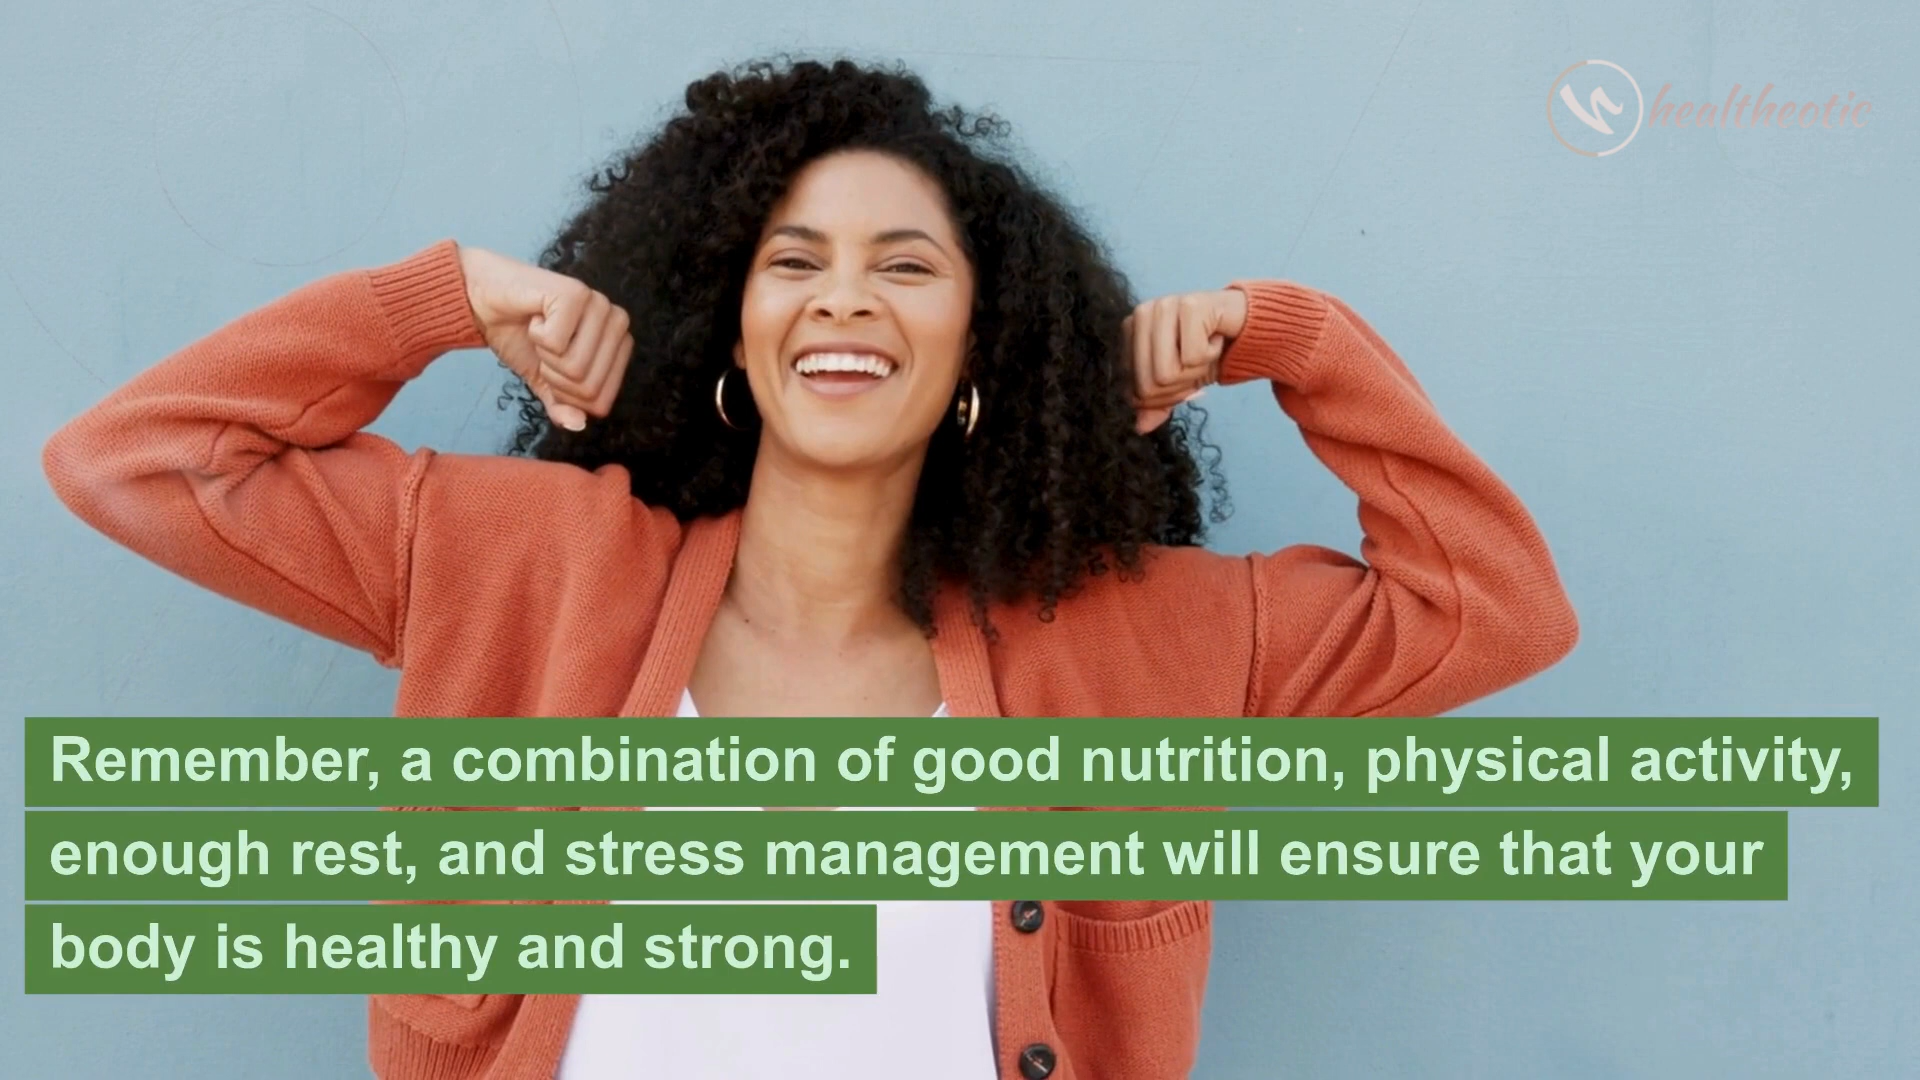 healtheotic
Remember, a combination of good nutrition, physical activity,
enough rest, and stress management will ensure that your
body is healthy and strong.